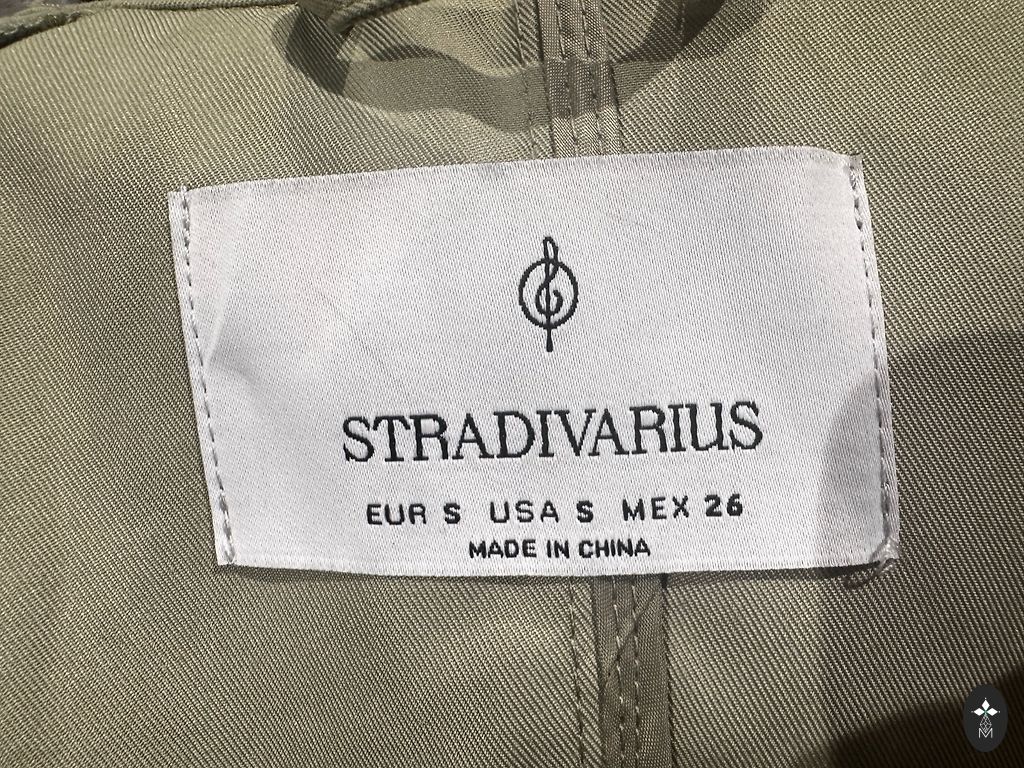 STRADIVARIUS
EUR S USA S MEX 26
MADE IN CHINA
M